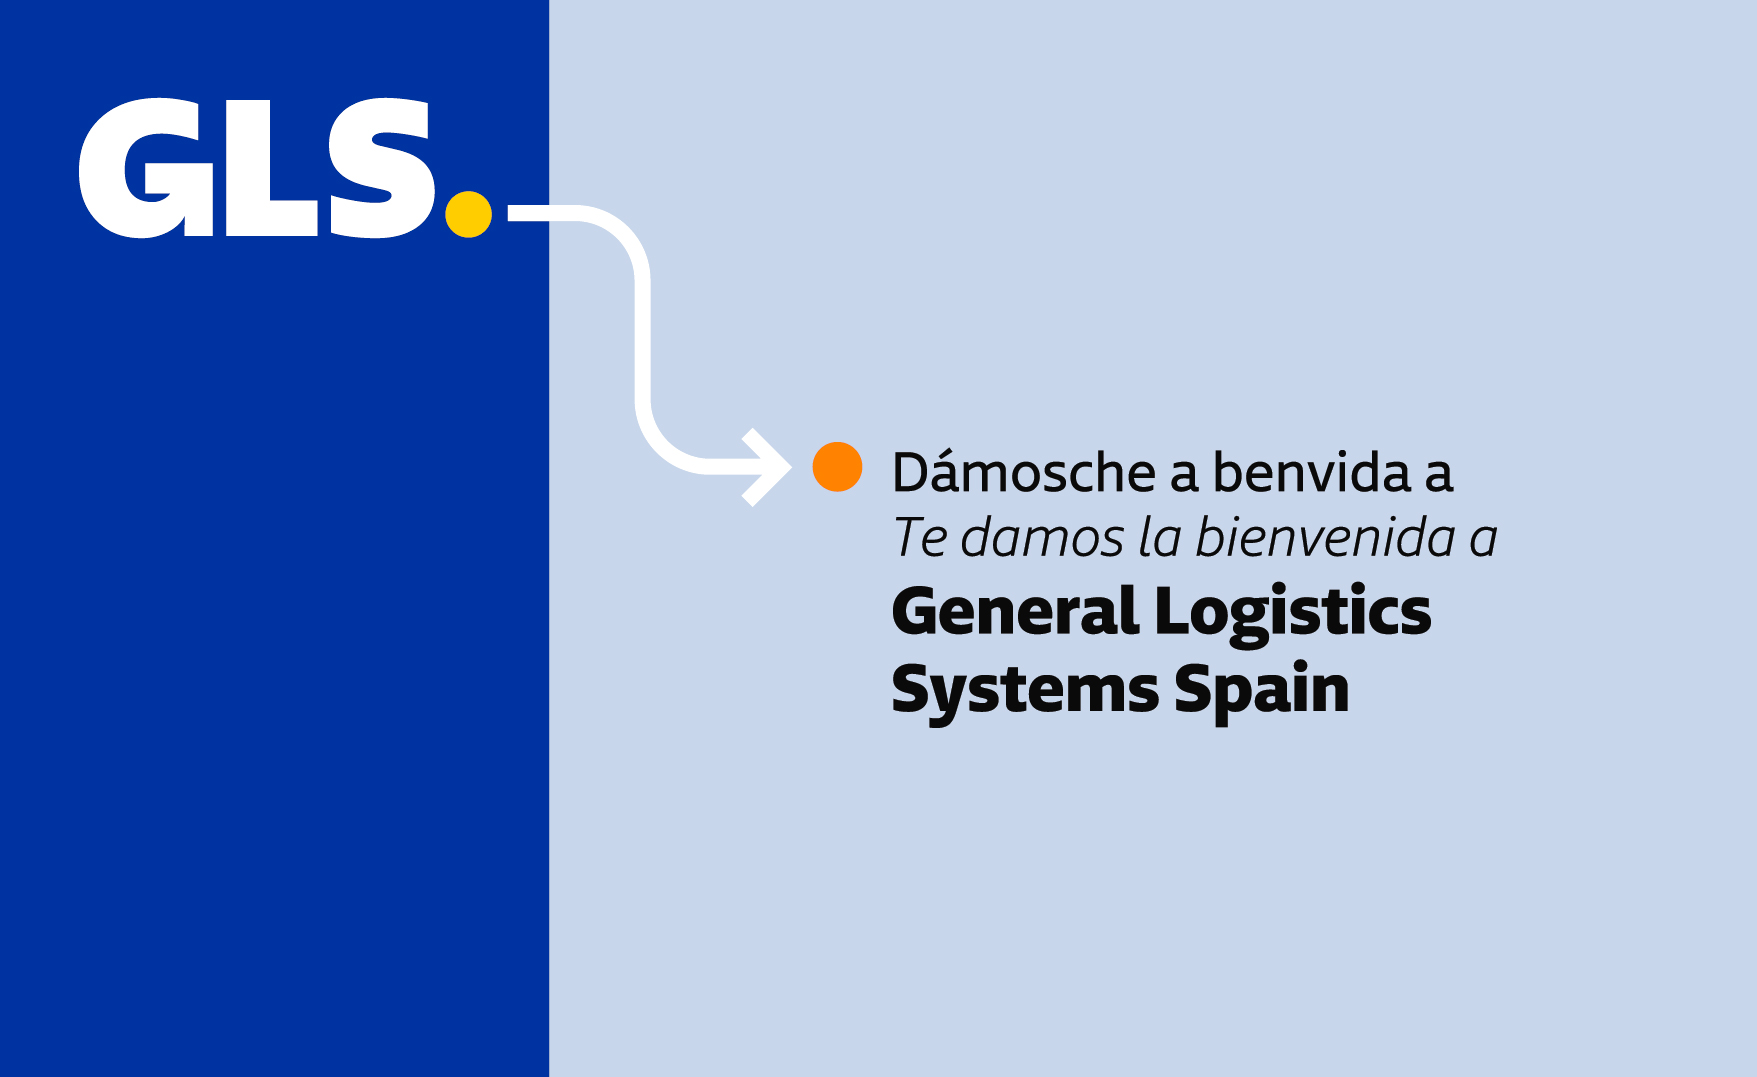 GLS.
Dámosche a benvida a
Te damos la bienvenida a
General Logistics
Systems Spain